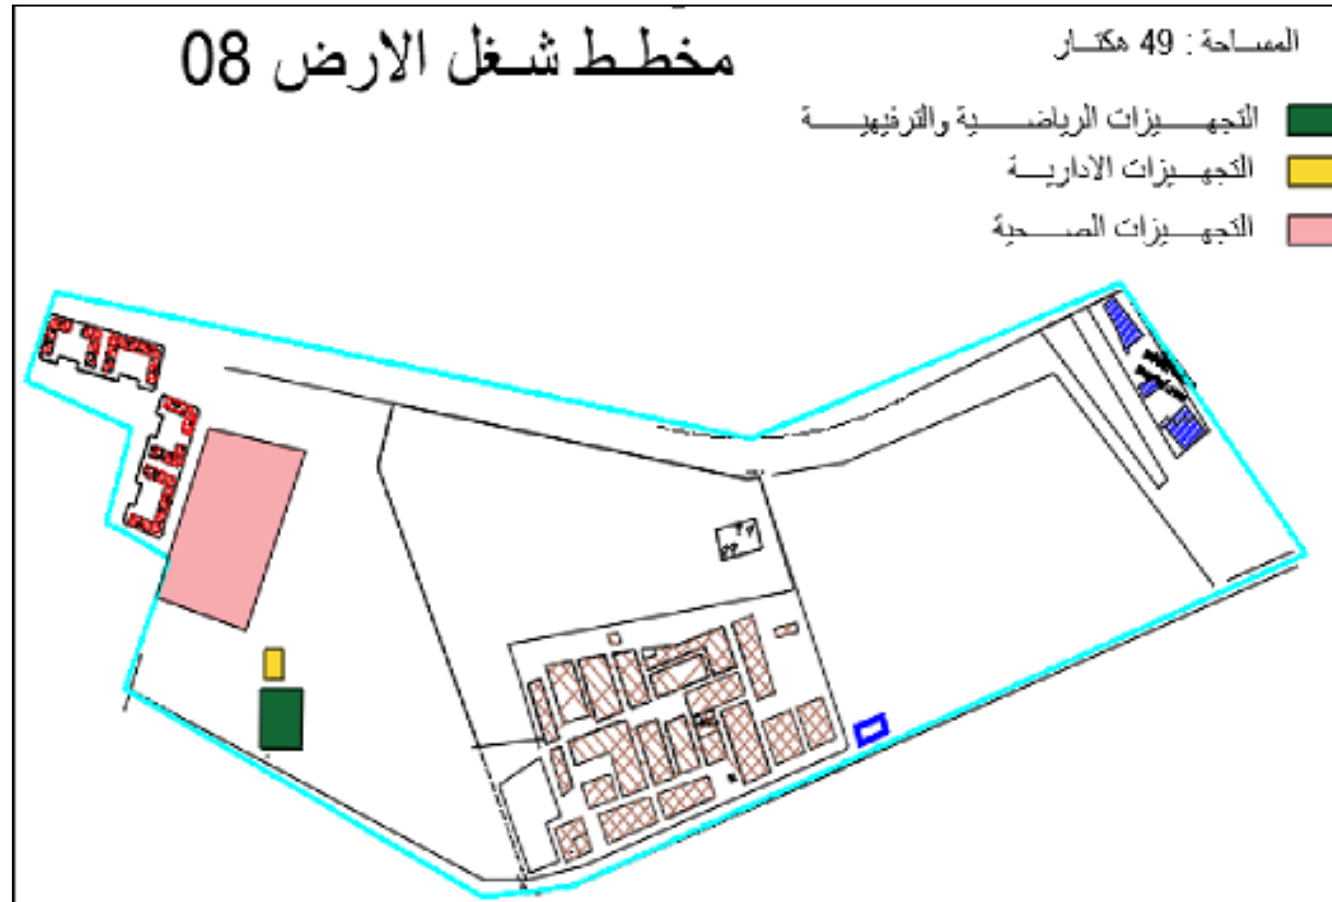 مخطط شغل الارض 08
المساحة : 49 هكتار
التجهيزات الرياضية والترفيهية
التجهيزات الادارية
التجهيزات الصحية